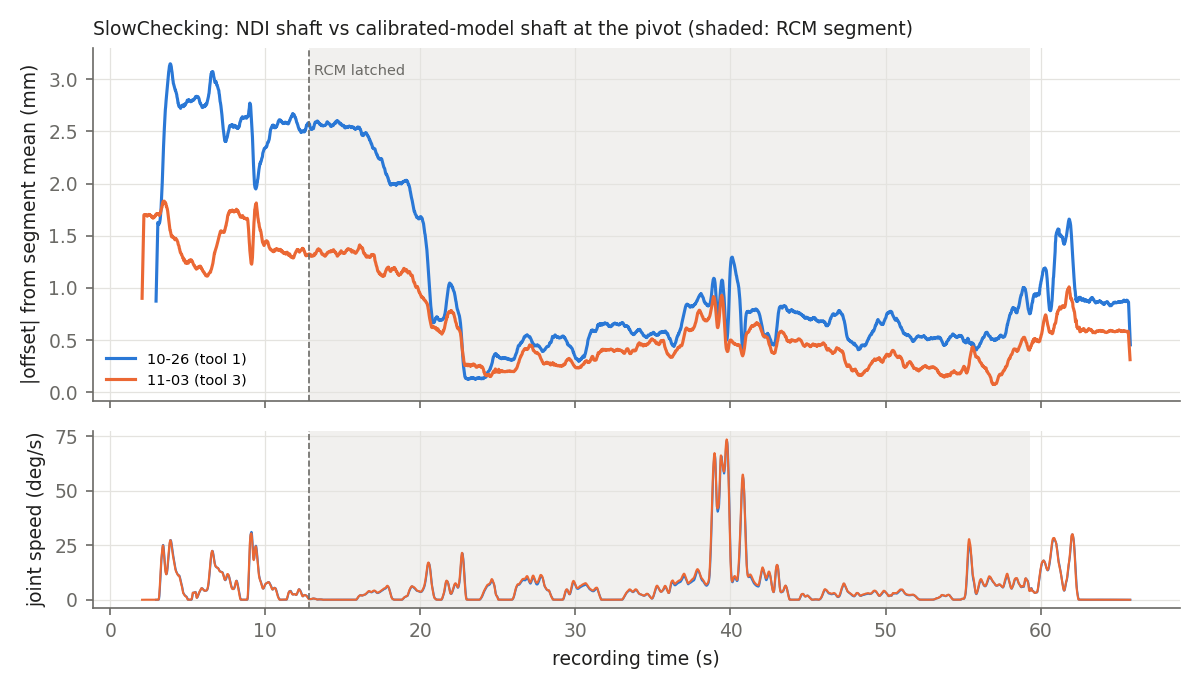 SlowChecking: NDI shaft vs calibrated-model shaft at the pivot (shaded: RCM segment)
|offset| from segment mean (mm)
3.0
2.5
2.0
1.5
1.0
0.5
0.0
RCM latched
10-26 (tool 1)
11-03 (tool 3)
joint speed (deg/s)
75
50
25
0
0 10 20 30 40 50 60
recording time (s)